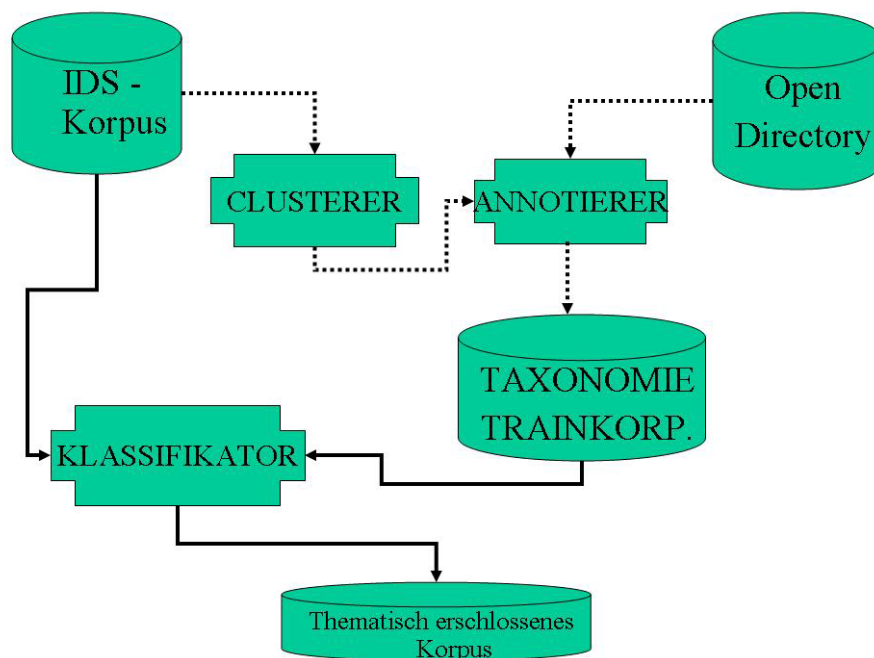 IDS -
Korpus
Open
Directory
CLUSTERER
ANNOTIERER
TAXONOMIE
TRAINKORP.
KLASSIFIKATOR
Thematisch erschlossenes
Korpus